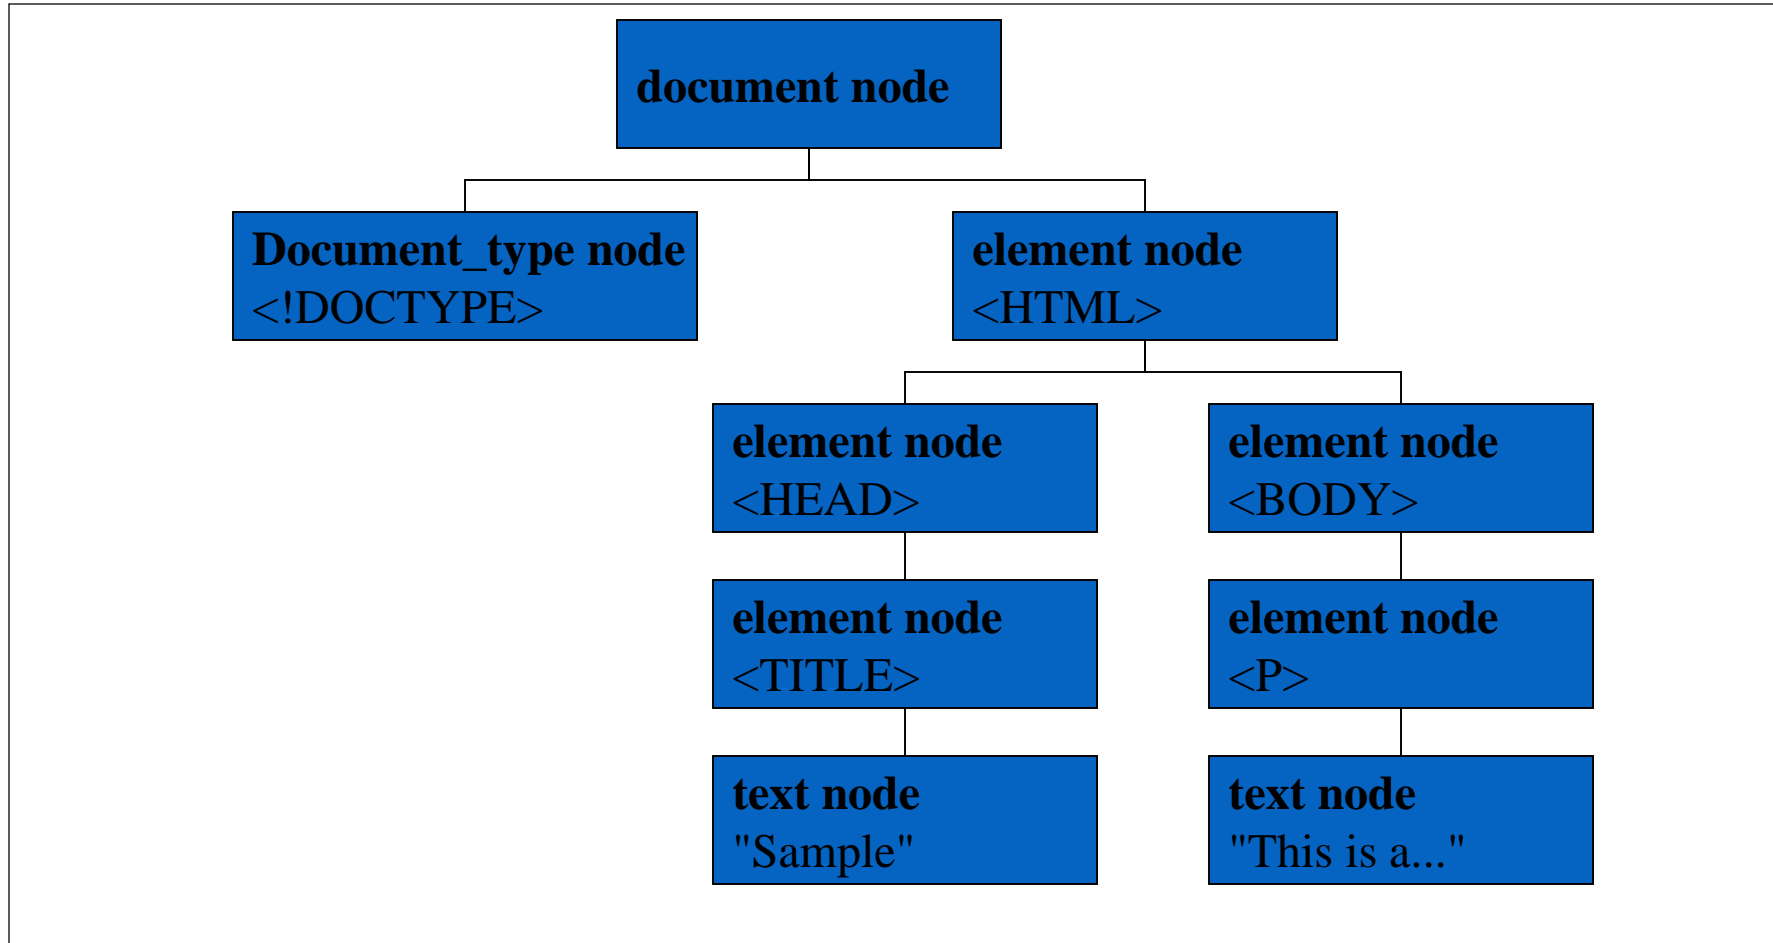 document node
Document_type node
<!DOCTYPE>
element node
<HTML>
element node
<HEAD>
element node
<BODY>
element node
<TITLE>
element node
<P>
text node
"Sample"
text node
"This is a..."